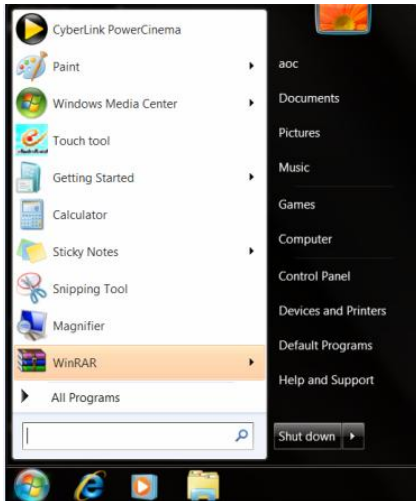 CyberLink PowerCinema
Paint
Windows Media Center
Touch tool
Getting Started
Calculator
Sticky Notes
Snipping Tool
Magnifier
WinRAR
All Programs
aoc
Documents
Pictures
Music
Games
Computer
Control Panel
Devices and Printers
Default Programs
Help and Support
Shut down